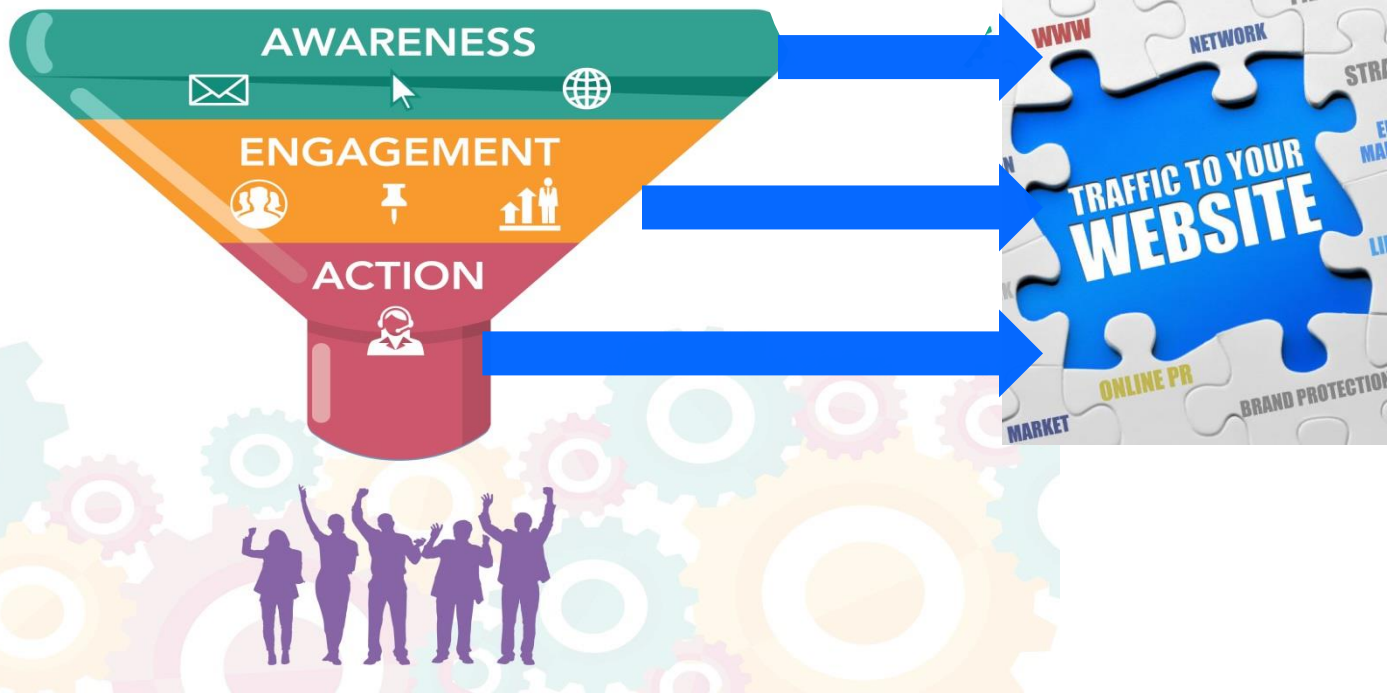 AWARENESS
ENGAGEMENT
ACTION
WWW
NETWORK
TRAFFIC TO YOUR
WEBSITE
ONLINE PR
BRAND PROTECTION
MARKET